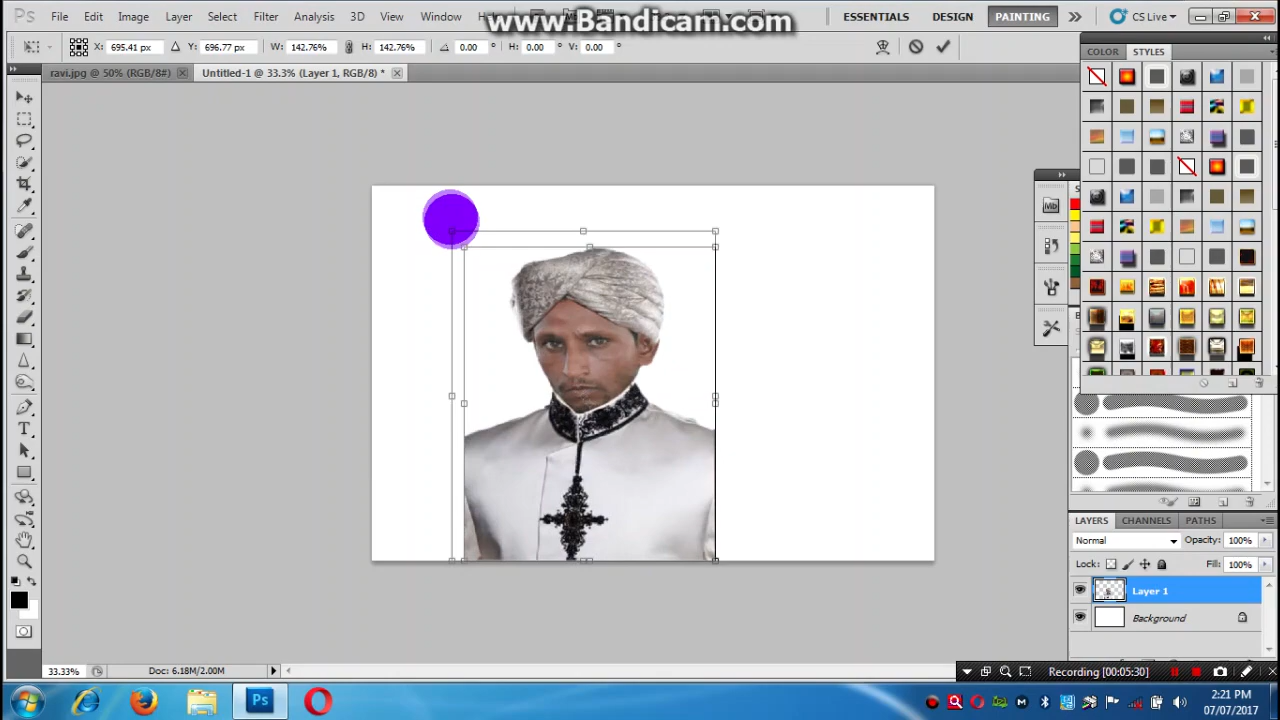 www.Bandicam.com
Ps File Edit Image Layer Select Filter Analysis 3D View Window
ESSENTIALS DESIGN PAINTING CS Live
X: 695.41 px Y: 696.77 px W: 142.76% H: 142.76% 0.00 ° H: 0.00 ° V: 0.00 °
COLOR STYLES
ravi.jpg @ 50% (RGB/8#) Untitled-1 @ 33.3% (Layer 1, RGB/8) *
Mb
LAYERS CHANNELS PATHS
Normal Opacity: 100%
Lock: Fill: 100%
Layer 1
Background
33.33% Doc: 6.18M/2.00M
Recording [00:05:30]
Ps
2:21 PM
07/07/2017